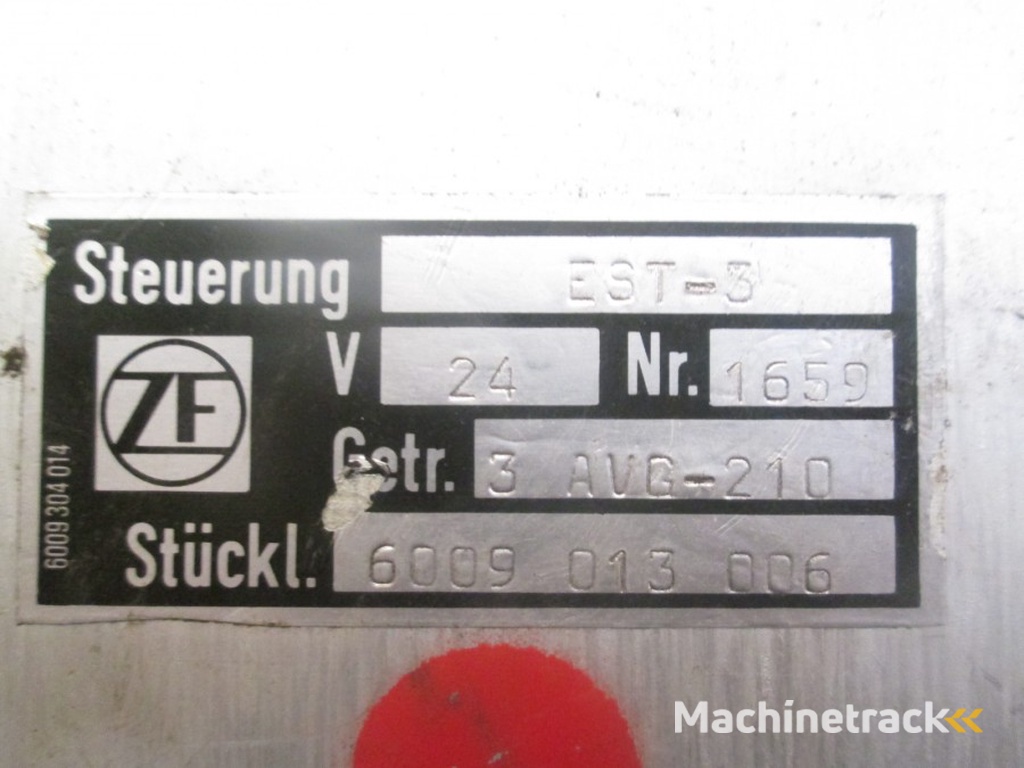 Steuerung EST-3
ZF
V 24 Nr. 1659
Getr. 3 AVG-210
Stückl. 6009 013 006
6009 304 014
Machinetrack